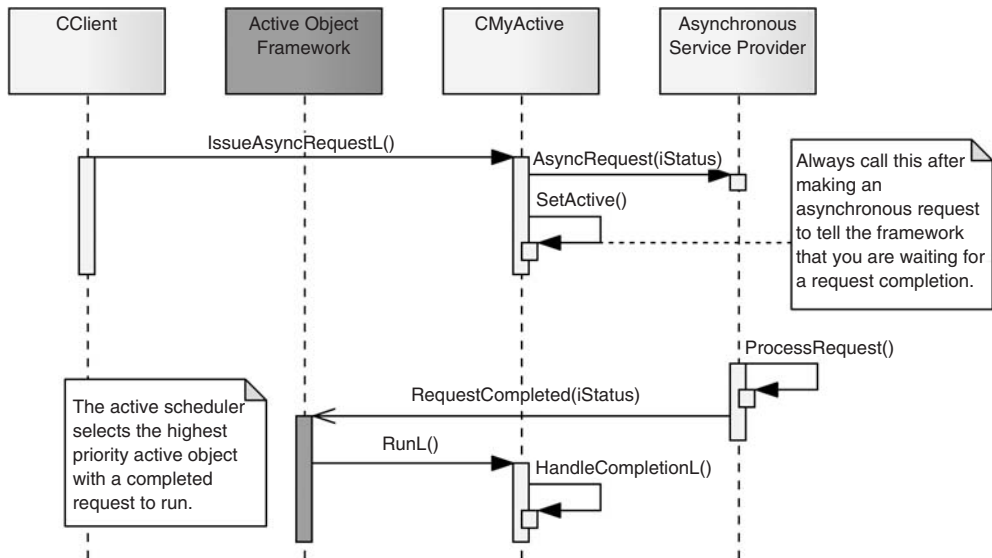 CClient
Active Object
Framework
CMyActive
Asynchronous
Service Provider
IssueAsyncRequestL()
AsyncRequest(iStatus)
SetActive()
Always call this after
making an
asynchronous request
to tell the framework
that you are waiting for
a request completion.
ProcessRequest()
RequestCompleted(iStatus)
The active scheduler
selects the highest
priority active object
with a completed
request to run.
RunL()
HandleCompletionL()